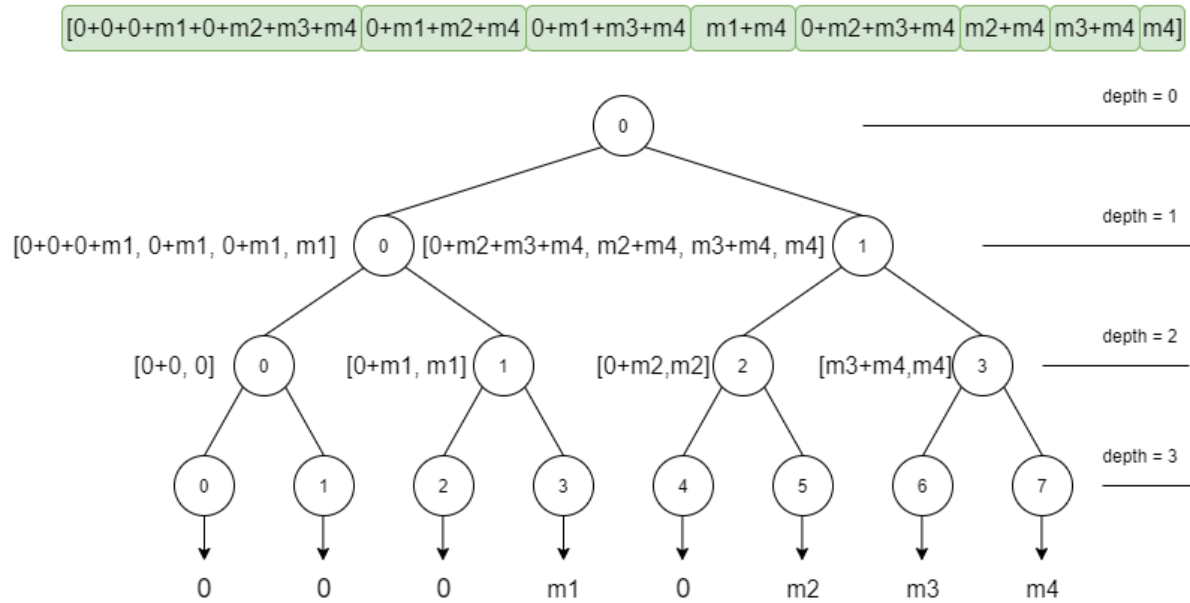 [0+0+0+m1+0+m2+m3+m4 0+m1+m2+m4 0+m1+m3+m4 m1+m4 0+m2+m3+m4 m2+m4 m3+m4 m4]
depth = 0
0
depth = 1
[0+0+0+m1, 0+m1, 0+m1, m1] 0 [0+m2+m3+m4, m2+m4, m3+m4, m4] 1
depth = 2
[0+0, 0] 0 [0+m1, m1] 1 [0+m2,m2] 2 [m3+m4,m4] 3
depth = 3
0 1 2 3 4 5 6 7
0 0 0 m1 0 m2 m3 m4